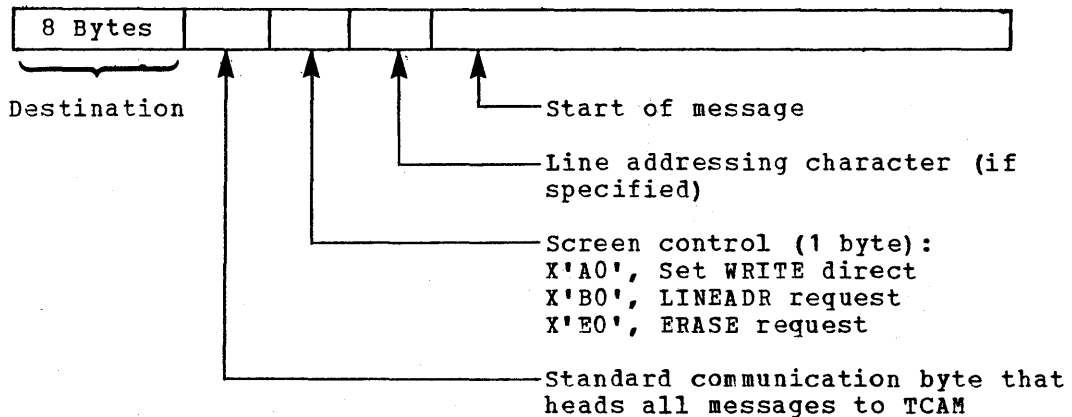 8 Bytes
Destination
Start of message
Line addressing character (if
specified)
Screen control (1 byte):
X'A0', Set WRITE direct
X'B0', LINEADR request
X'E0', ERASE request
Standard communication byte that
heads all messages to TCAM